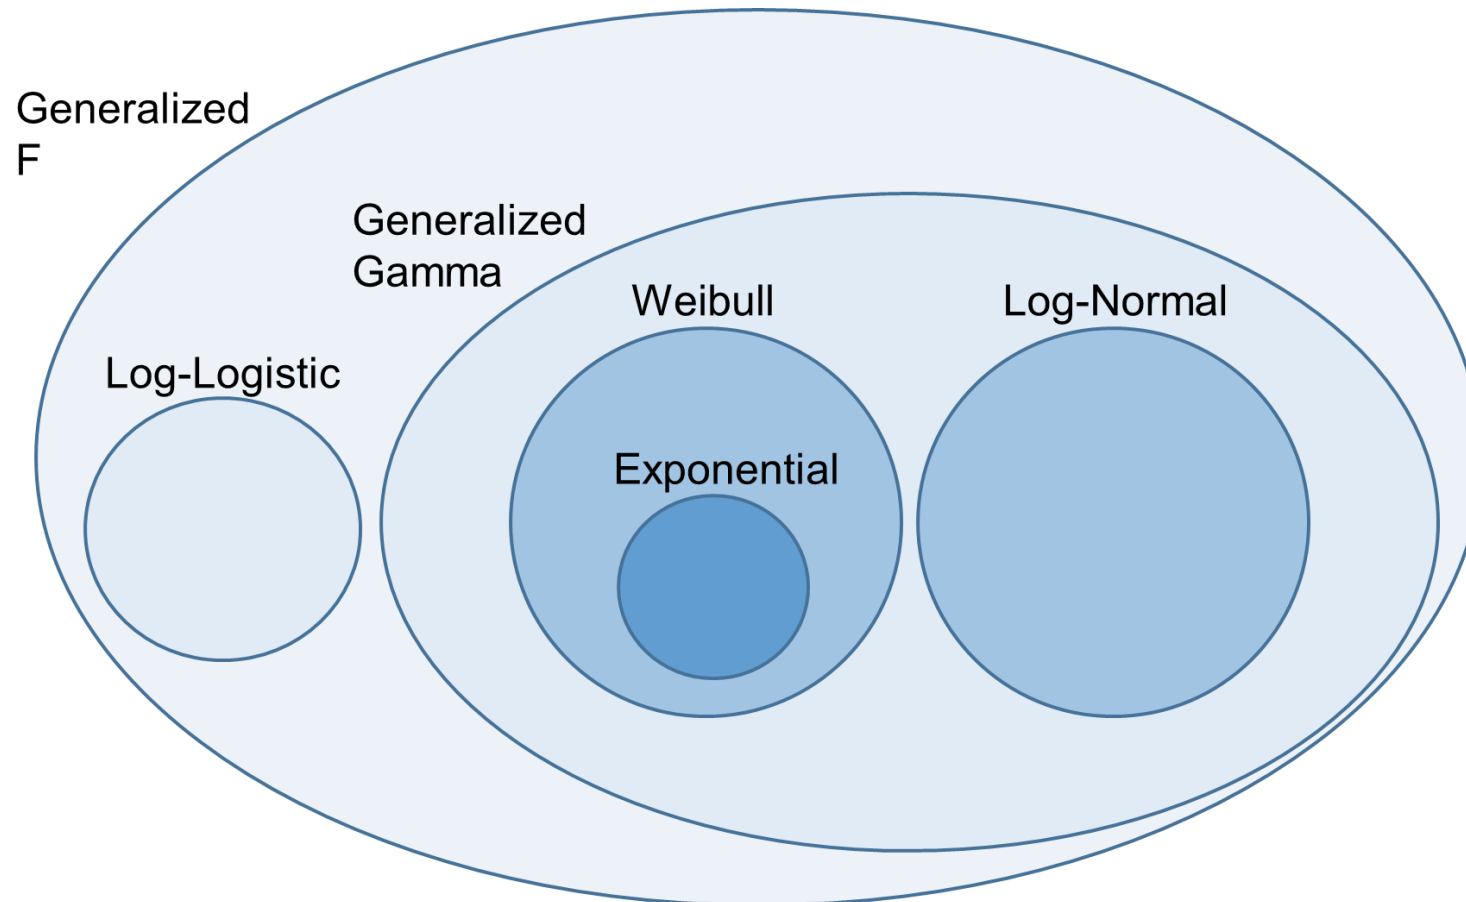 Generalized
F
Generalized
Gamma
Weibull
Log-Normal
Log-Logistic
Exponential